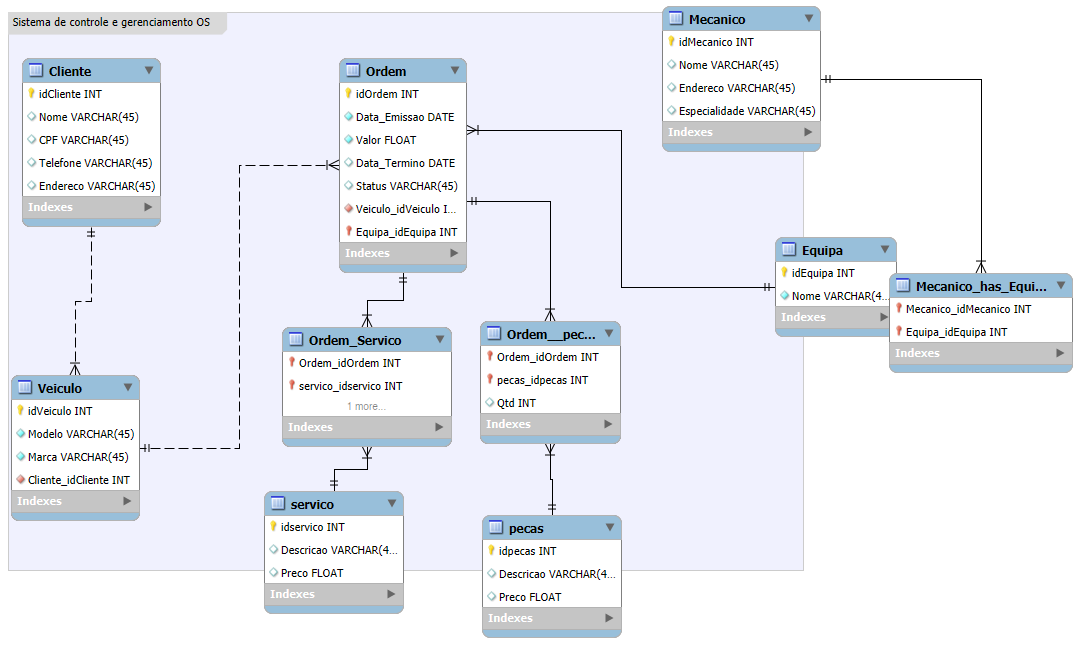 Sistema de controle e gerenciamento OS
Mecanico
idMecanico INT
Nome VARCHAR(45)
Endereco VARCHAR(45)
Especialidade VARCHAR(45)
Indexes
Cliente
idCliente INT
Nome VARCHAR(45)
CPF VARCHAR(45)
Telefone VARCHAR(45)
Endereco VARCHAR(45)
Indexes
Ordem
idOrdem INT
Data_Emissao DATE
Valor FLOAT
Data_Termino DATE
Status VARCHAR(45)
Veiculo_idVeiculo I...
Equipa_idEquipa INT
Indexes
Equipa
idEquipa INT
Nome VARCHAR(4...
Indexes
Mecanico_has_Equi...
Mecanico_idMecanico INT
Equipa_idEquipa INT
Indexes
Ordem_Servico
Ordem_idOrdem INT
servico_idservico INT
1 more...
Indexes
Ordem__pec...
Ordem_idOrdem INT
pecas_idpecas INT
Qtd INT
Indexes
Veiculo
idVeiculo INT
Modelo VARCHAR(45)
Marca VARCHAR(45)
Cliente_idCliente INT
Indexes
servico
idservico INT
Descricao VARCHAR(4...
Preco FLOAT
Indexes
pecas
idpecas INT
Descricao VARCHAR(4...
Preco FLOAT
Indexes